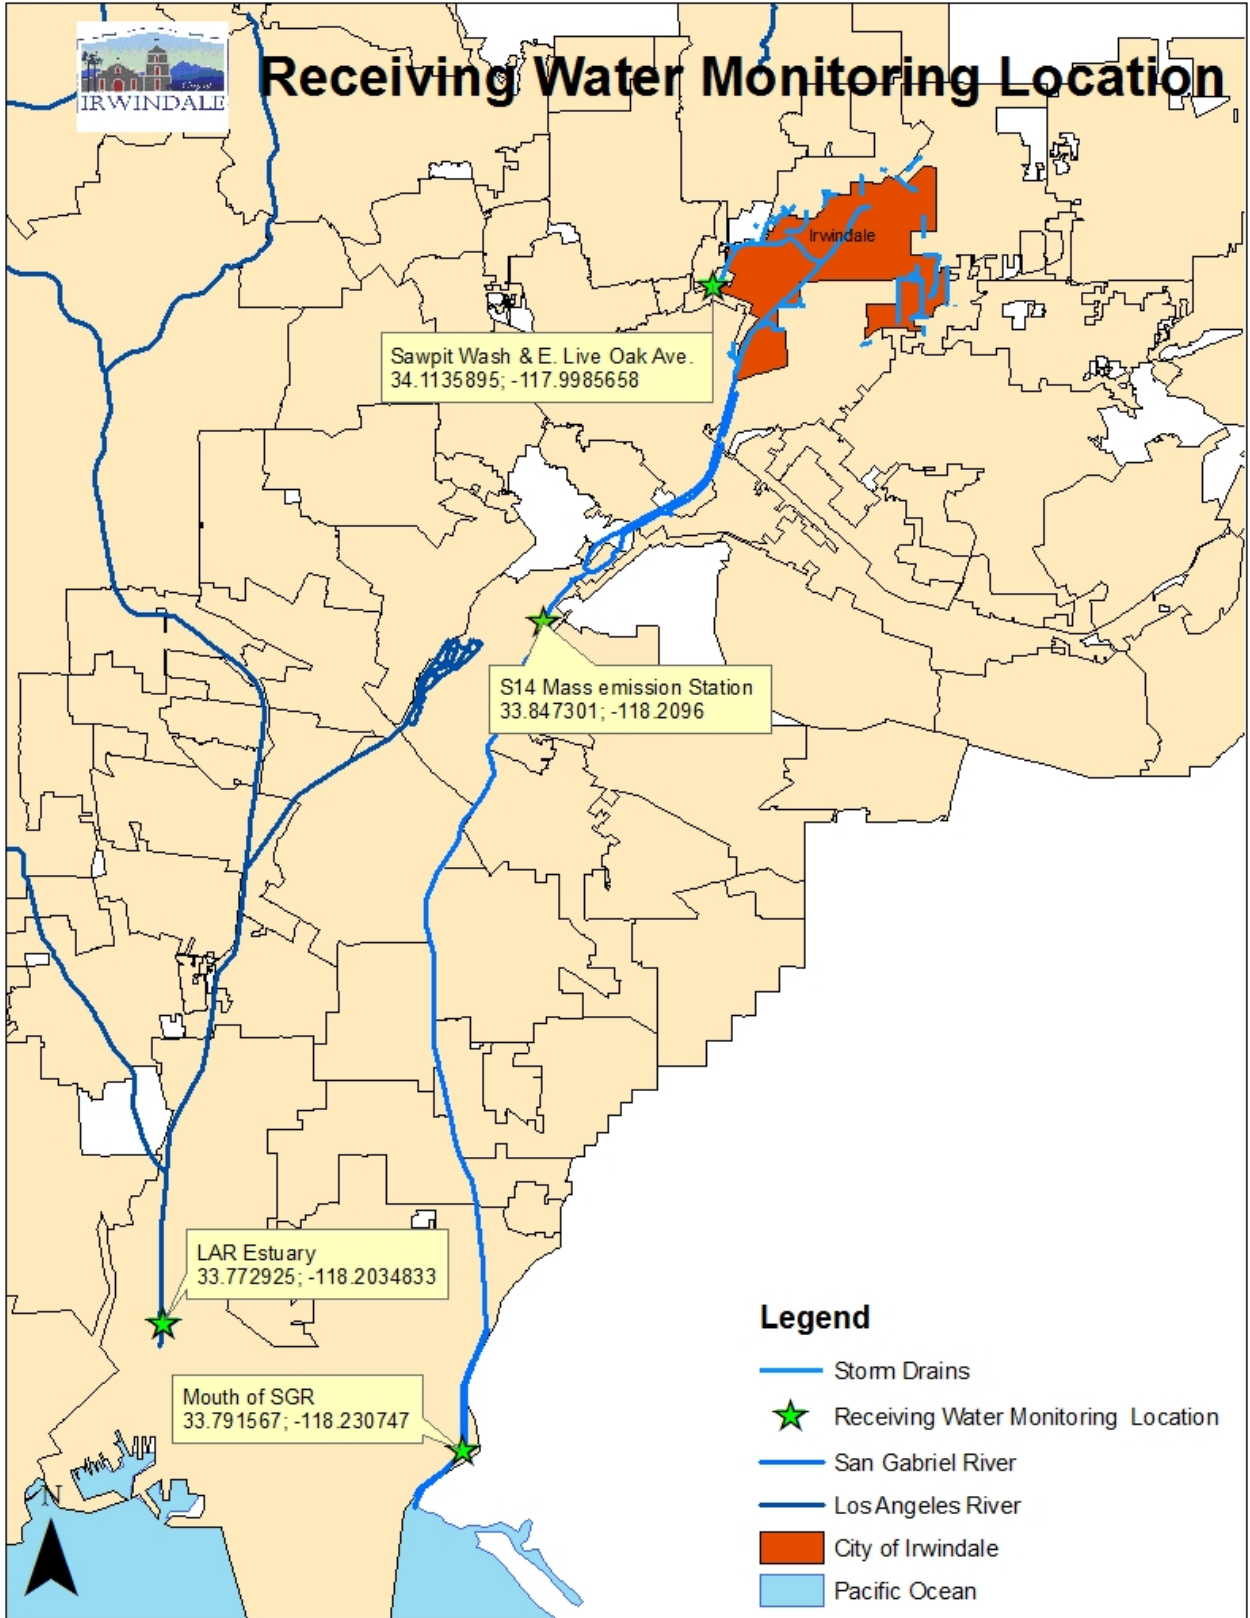 Receiving Water Monitoring Location
City of
IRWINDALE
Irwindale
Sawpit Wash & E. Live Oak Ave.
34.1135895; -117.9985658
S14 Mass emission Station
33.847301; -118.2096
LAR Estuary
33.772925; -118.2034833
Mouth of SGR
33.791567; -118.230747
N
Legend
Storm Drains
Receiving Water Monitoring Location
San Gabriel River
Los Angeles River
City of Irwindale
Pacific Ocean